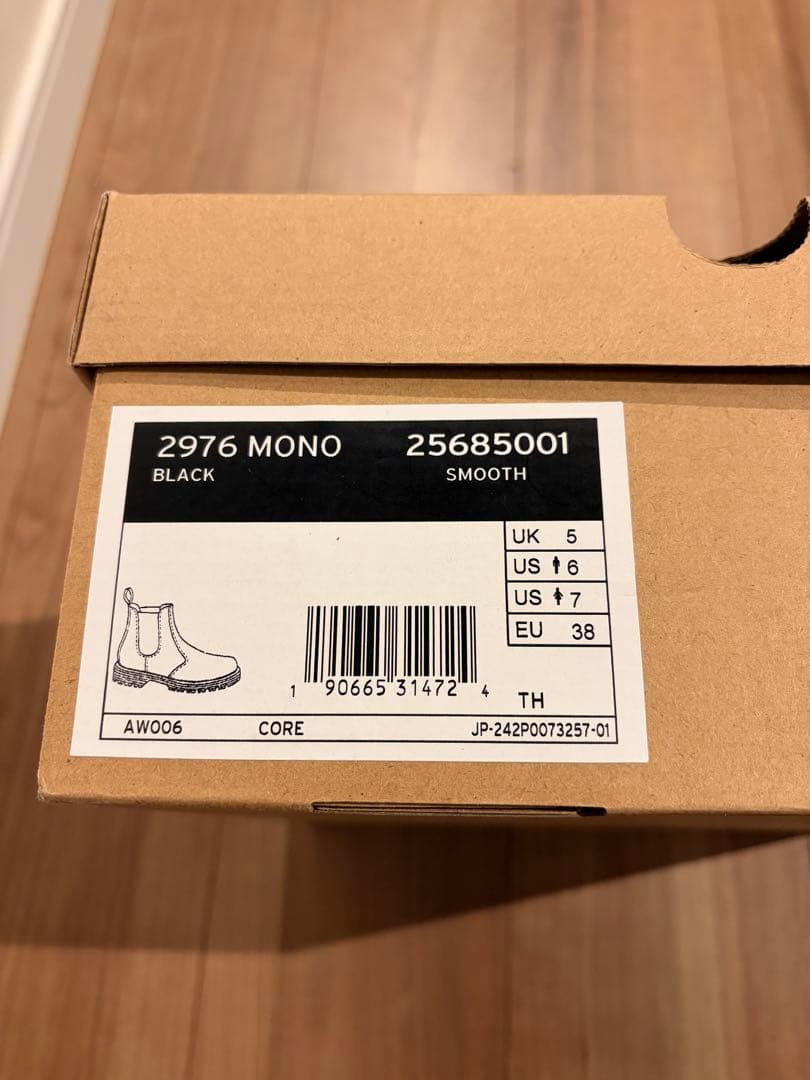 2976 MONO 25685001
BLACK SMOOTH
UK 5
US 6
US 7
EU 38
1 90665 31472 4
TH
AW006 CORE JP-242P0073257-01